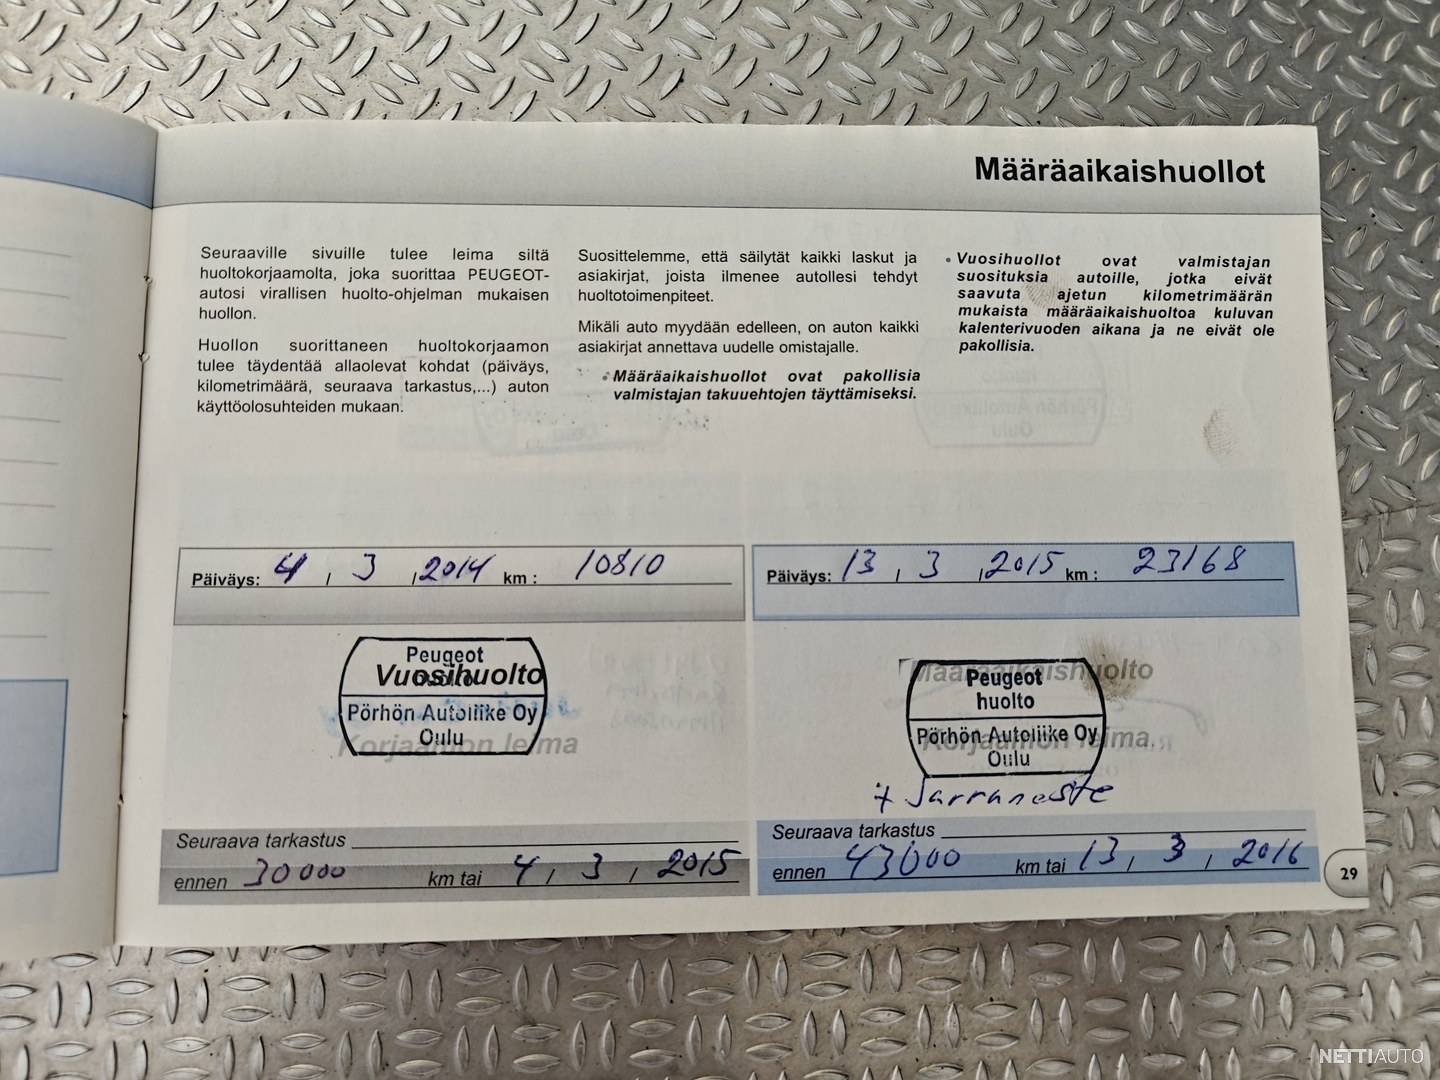 Määräaikaishuollot
Seuraaville sivuille tulee leima siltä
huoltokorjaamolta, joka suorittaa PEUGEOT-
autosi virallisen huolto-ohjelman mukaisen
huollon.
Huollon suorittaneen huoltokorjaamon
tulee täydentää allaolevat kohdat (päiväys,
kilometrimäärä, seuraava tarkastus,...) auton
käyttöolosuhteiden mukaan.
Suosittelemme, että säilytät kaikki laskut ja
asiakirjat, joista ilmenee autollesi tehdyt
huoltotoimenpiteet.
Mikäli auto myydään edelleen, on auton kaikki
asiakirjat annettava uudelle omistajalle.
• Määräaikaishuollot ovat pakollisia
valmistajan takuuehtojen täyttämiseksi.
• Vuosihuollot ovat valmistajan
suosituksia autoille, jotka eivät
saavuta ajetun kilometrimäärän
mukaista määräaikaishuoltoa kuluvan
kalenterivuoden aikana ja ne eivät ole
pakollisia.
Päiväys: 4 / 3 / 2014 km : 10810
Peugeot
Vuosihuolto
Pörhön Autoliike Oy
Oulu
Korjaamon leima
Seuraava tarkastus
ennen 30000 km tai 4 / 3 / 2015
Päiväys: 13 / 3 / 2015 km : 23168
Määräaikaishuolto
Peugeot
huolto
Pörhön Autoliike Oy
Korjaamon leima
Oulu
+ Jarruneste
Seuraava tarkastus
ennen 43000 km tai 13 / 3 / 2016
29
NETTIAUTO